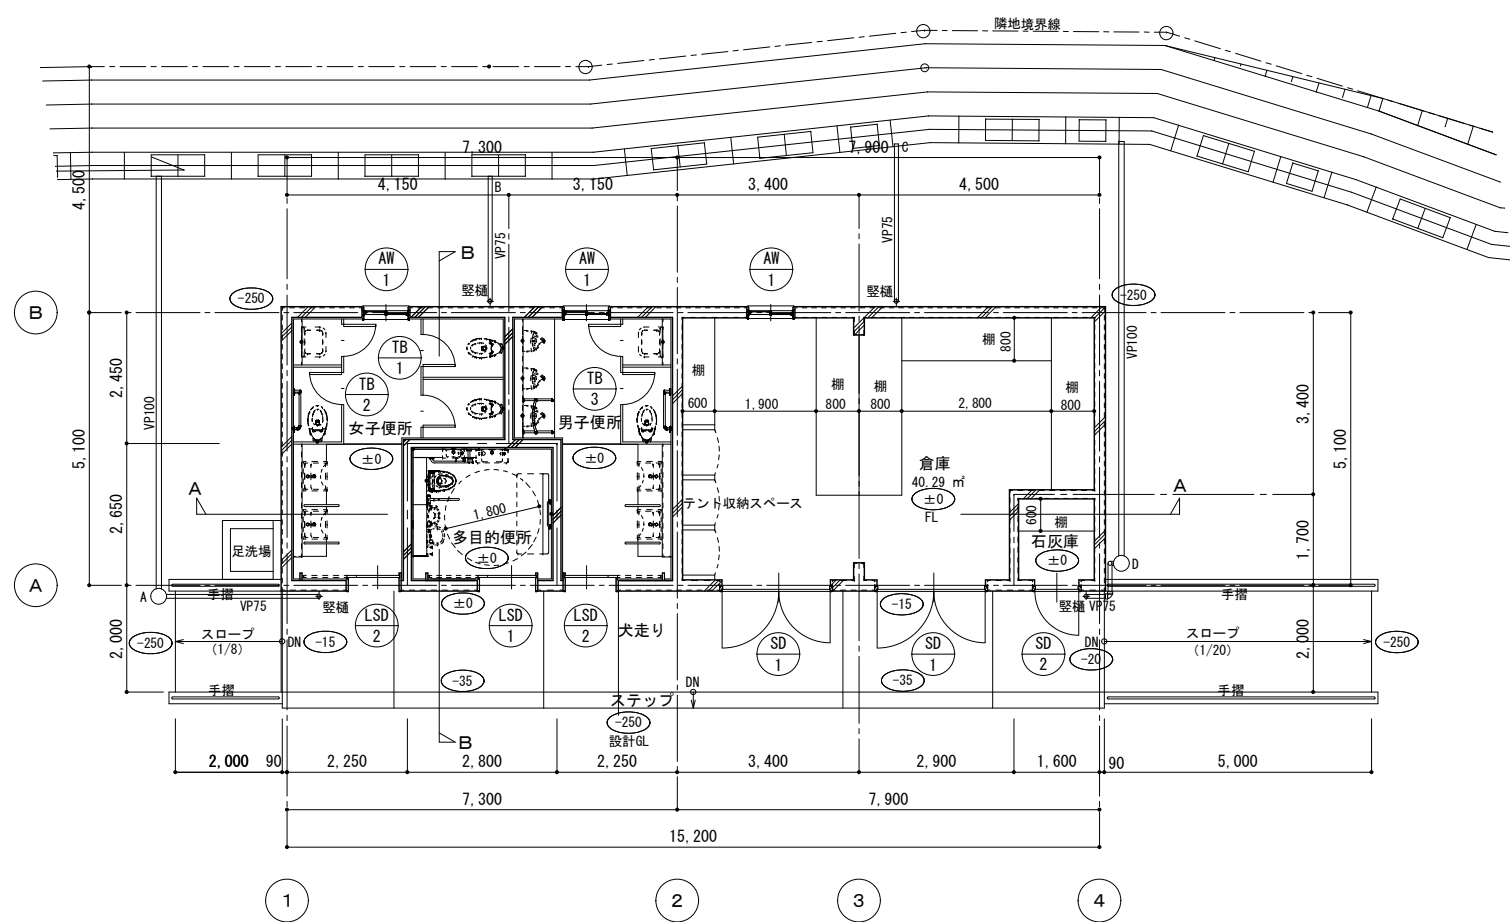 隣地境界線
7,300
7,900
C
4,500
4,150
B
3,150
3,400
4,500
VP75
VP75
AW
1
B
AW
1
AW
1
-250
竪樋
竪樋
-250
B
VP100
VP100
2,450
5,100
2,650
TB
1
TB
2
女子便所
±0
TB
3
男子便所
±0
棚
600
1,900
棚
800
棚
800
棚
800
2,800
棚
800
3,400
5,100
1,700
倉庫
40.29 ㎡
±0
FL
A
A
テント収納スペース
1,800
多目的便所
±0
600
棚
石灰庫
±0
足洗場
A
A
D
手摺
VP75
竪樋
LSD
2
±0
LSD
1
LSD
2
犬走り
-15
竪樋
VP75
手摺
2,000
-250
スロープ
(1/8)
DN
-15
SD
1
SD
1
SD
2
DN
-20
スロープ
(1/20)
-250
2,000
-35
-35
手摺
DN
手摺
ステップ
-250
設計GL
B
2,000
90
2,250
2,800
2,250
3,400
2,900
1,600
90
5,000
7,300
7,900
15,200
1
2
3
4